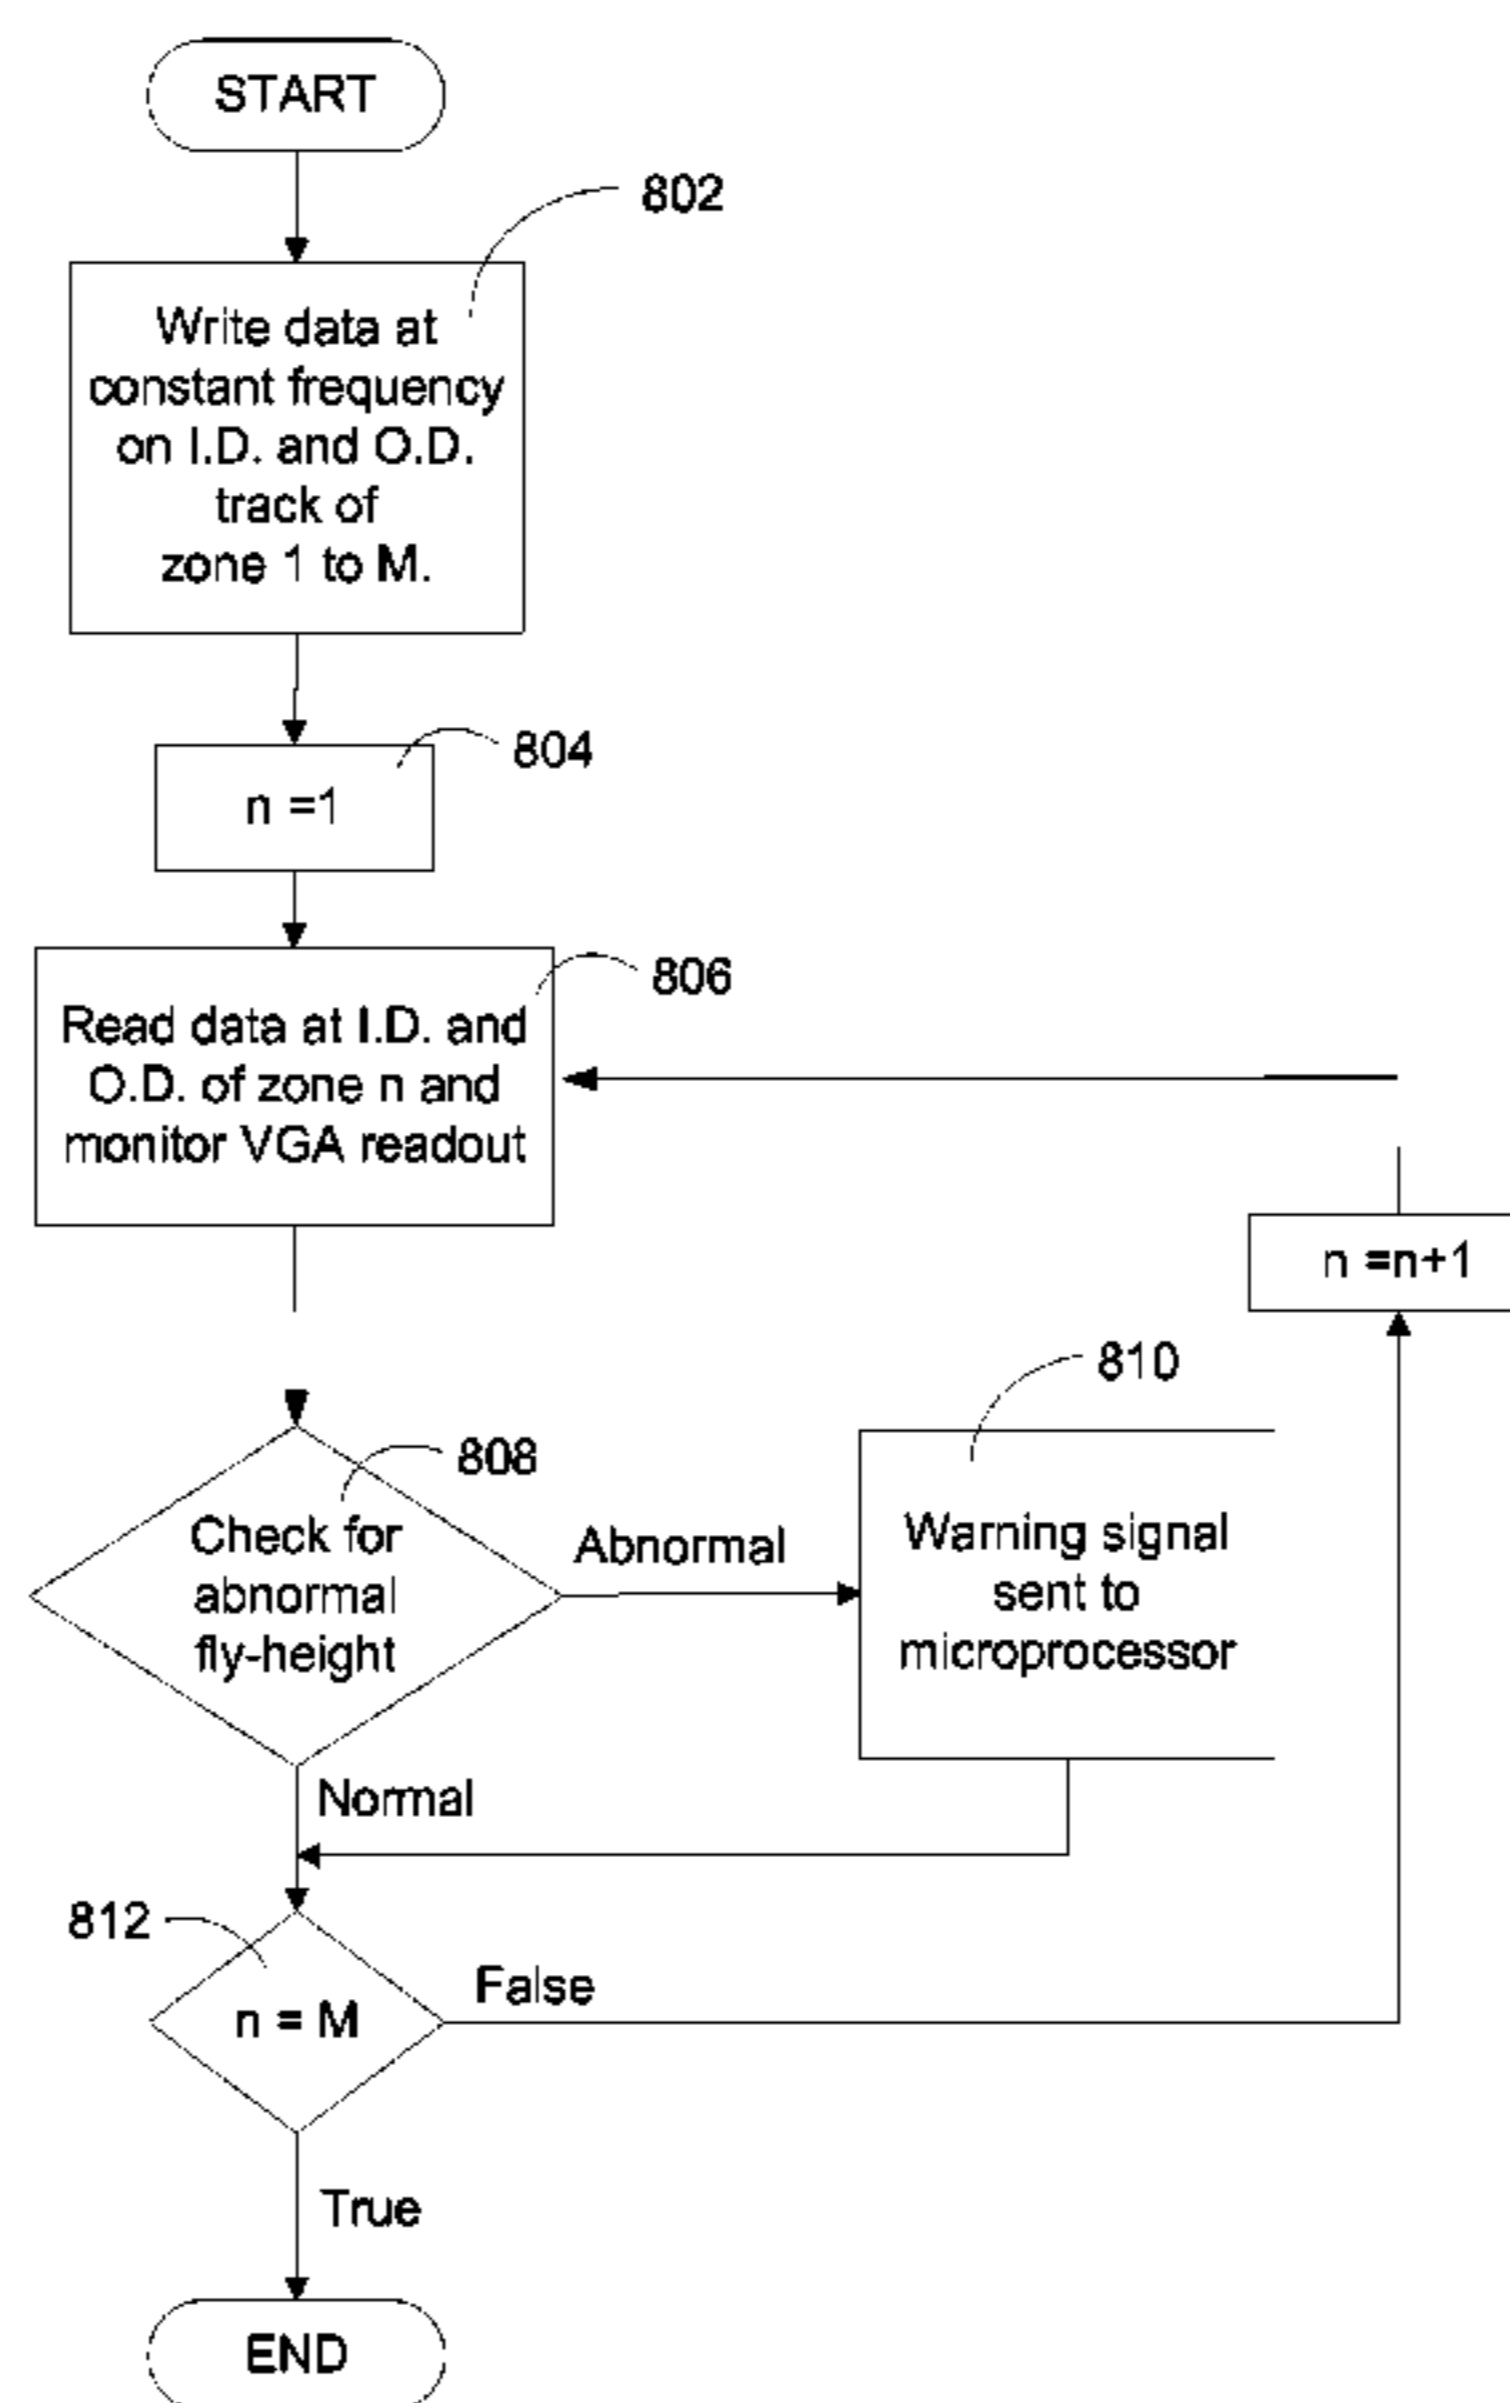 START
802
Write data at
constant frequency
on I.D. and O.D.
track of
zone 1 to M.
804
n =1
806
Read data at I.D. and
O.D. of zone n and
monitor VGA readout
n =n+1
810
808
Check for
abnormal
fly-height
Abnormal
Warning signal
sent to
microprocessor
Normal
812
n = M
False
True
END